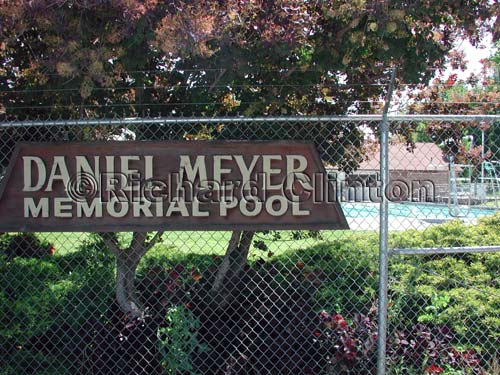 DANIEL MEYER
©Richard Clinton
MEMORIAL POOL